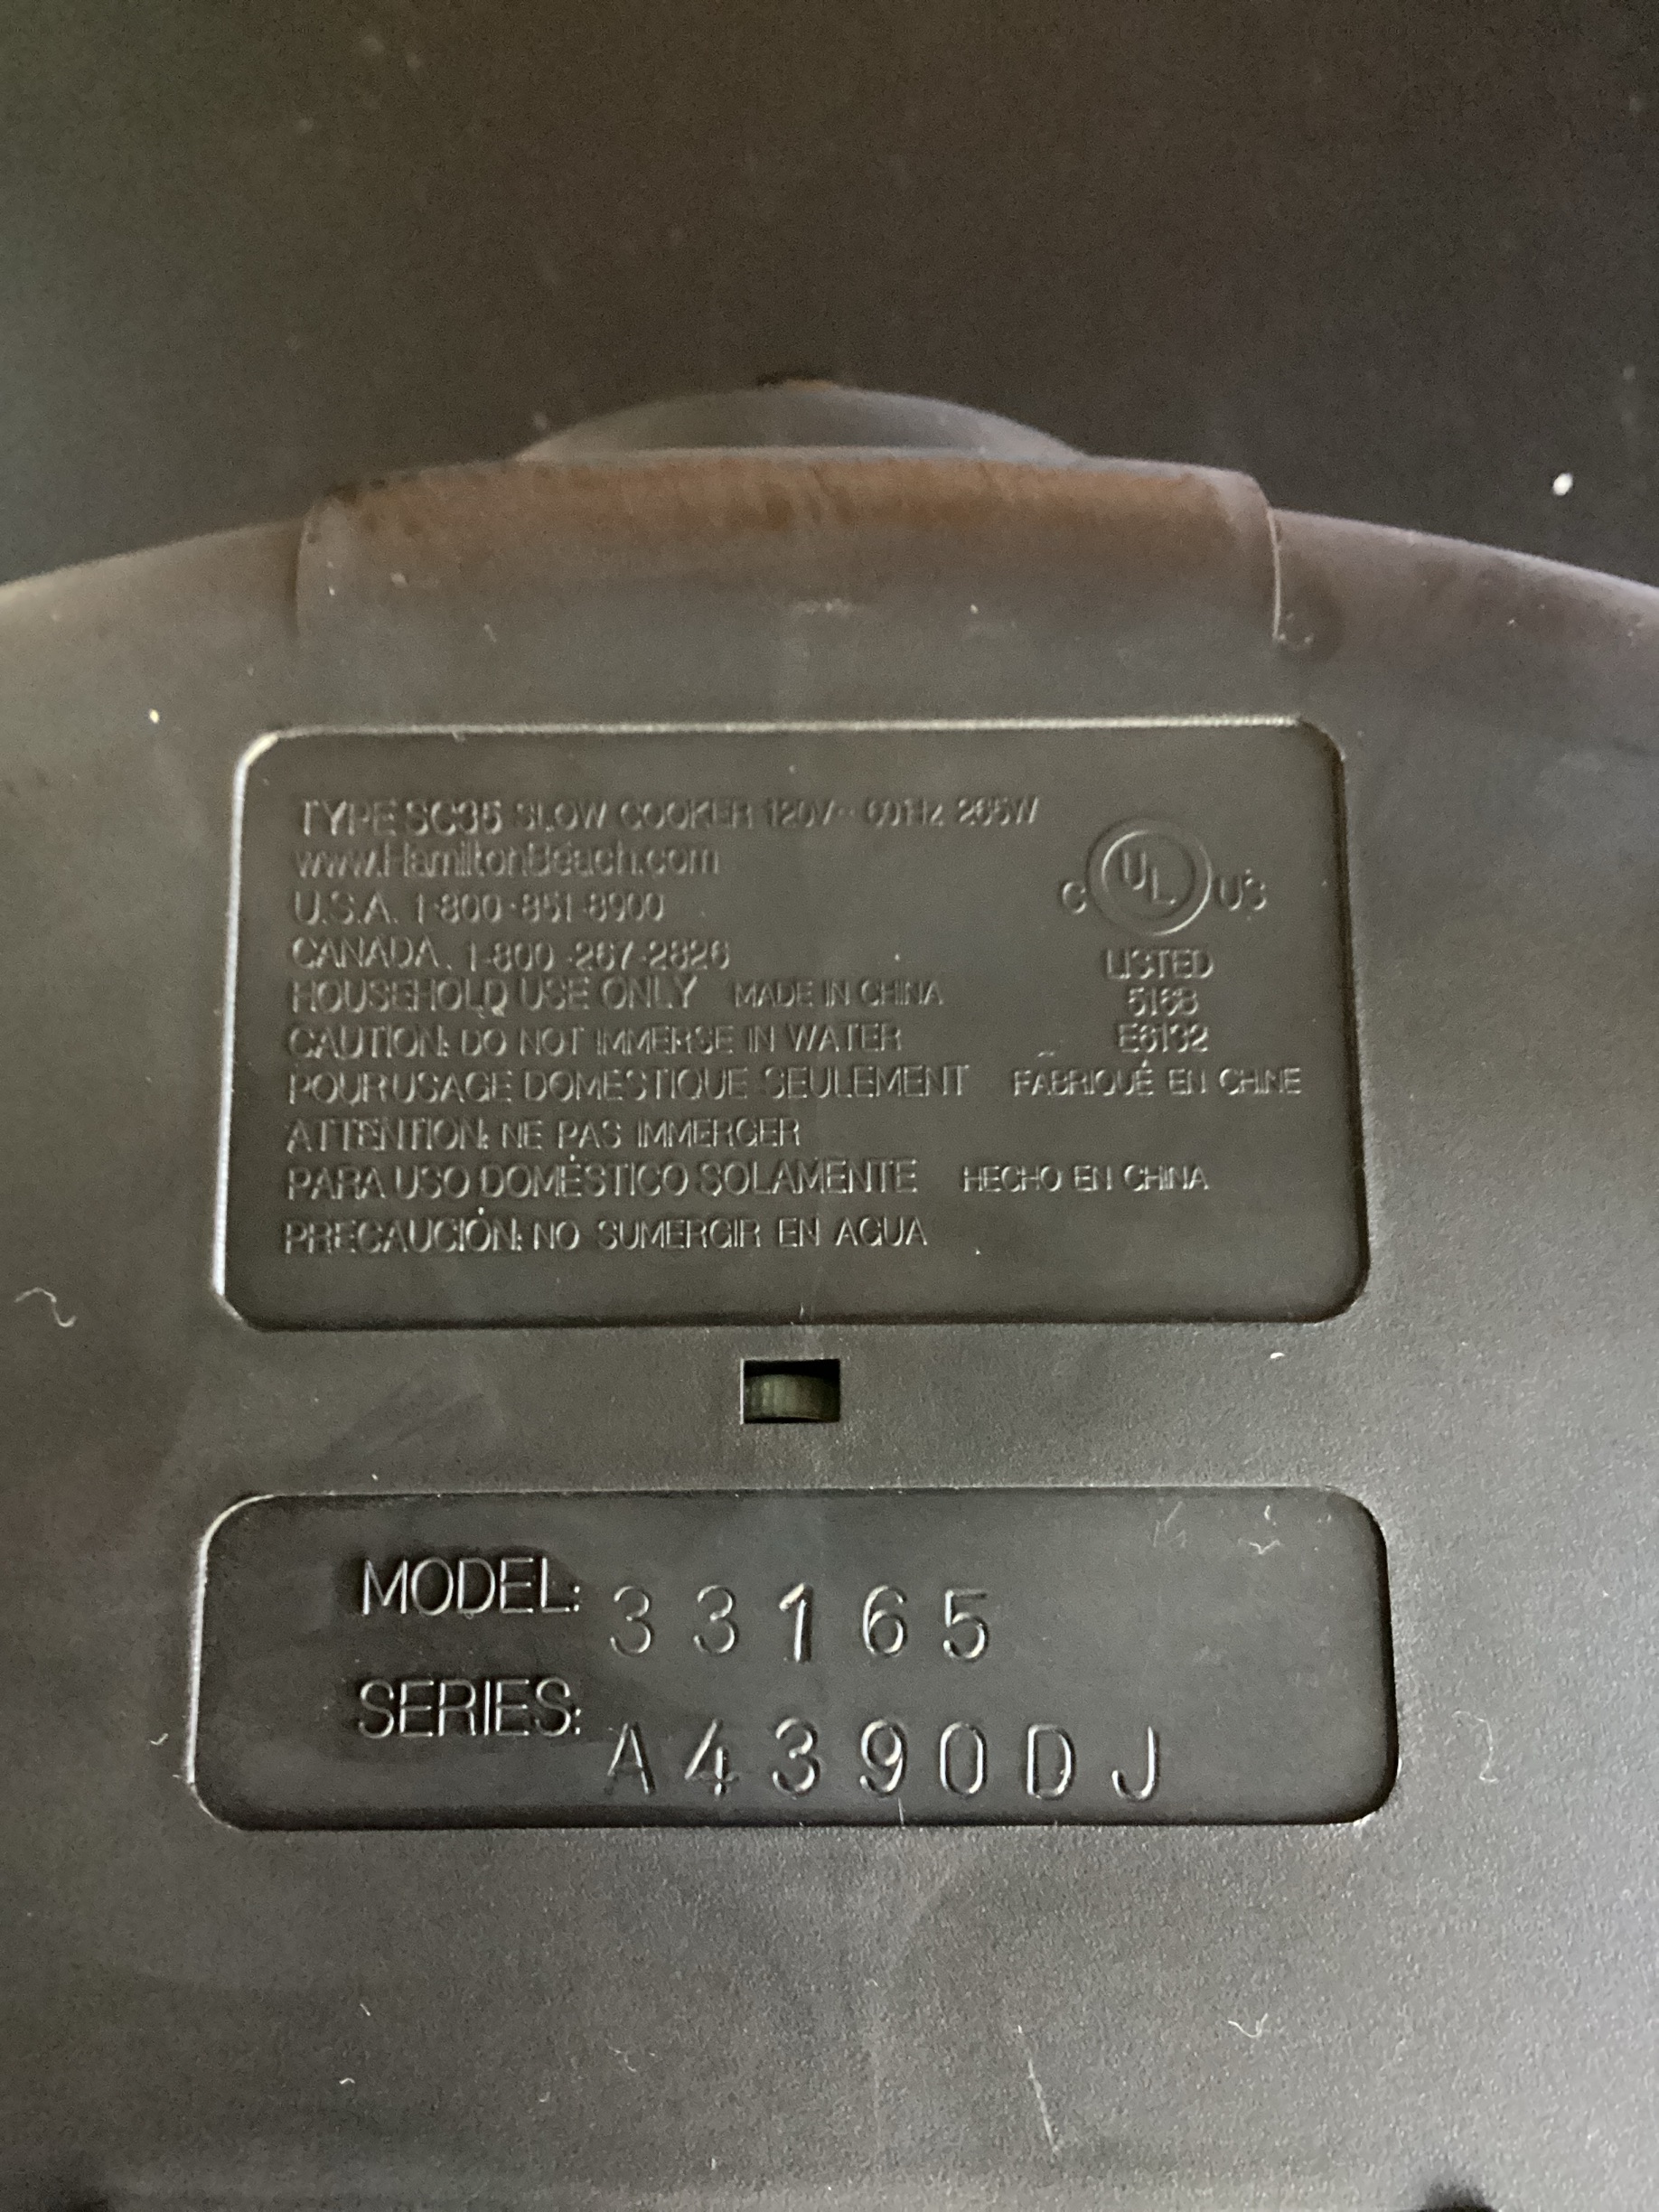 TYPE SC35 SLOW COOKER 120V~ 60Hz 265W
www.HamiltonBeach.com
U.S.A. 1-800-851-8900
CANADA. 1-800-267-2826
HOUSEHOLD USE ONLY MADE IN CHINA
CAUTION: DO NOT IMMERSE IN WATER
POUR USAGE DOMESTIQUE SEULEMENT FABRIQUÉ EN CHINE
ATTENTION: NE PAS IMMERGER
PARA USO DOMÉSTICO SOLAMENTE HECHO EN CHINA
PRECAUCIÓN: NO SUMERGIR EN AGUA
C UL US
LISTED
516B
E6132
MODEL: 33165
SERIES: A4390DJ